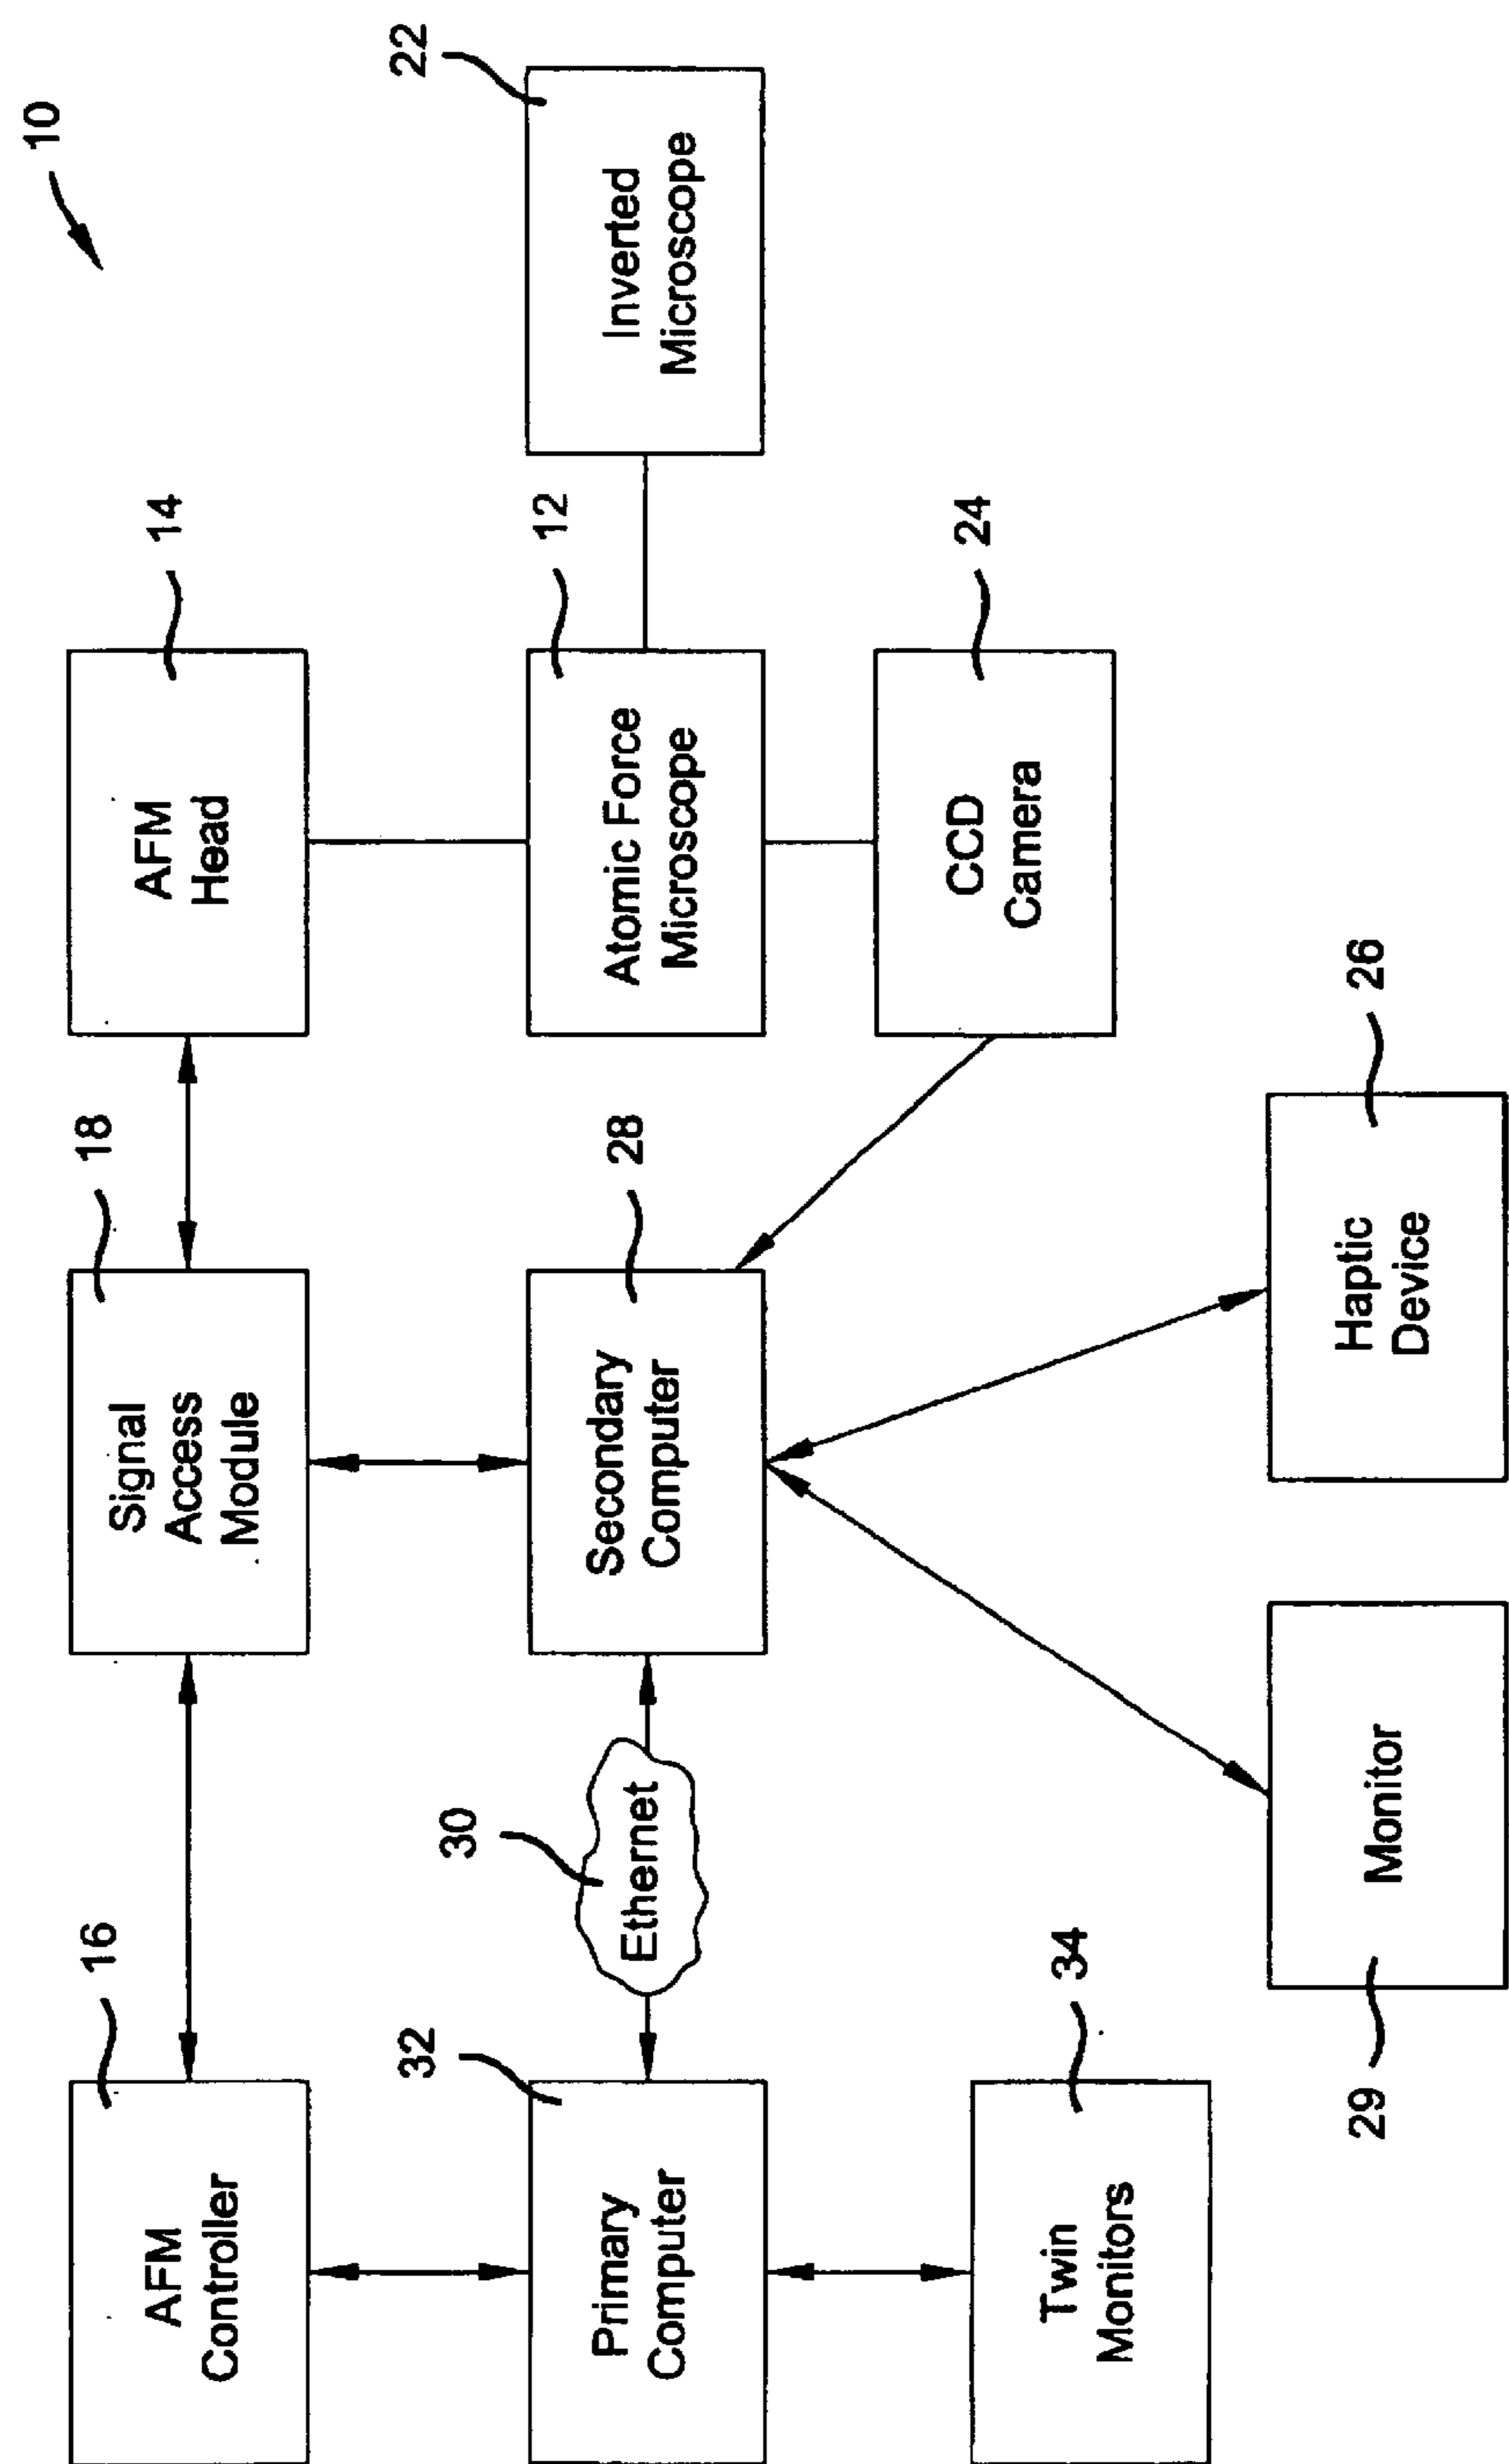 10
16
18
14
AFM
Controller
Signal
Access
Module
AFM
Head
32
30
28
12
22
Primary
Computer
Ethernet
Secondary
Computer
Atomic Force
Microscope
Inverted
Microscope
34
24
Twin
Monitors
CCD
Camera
29
26
Monitor
Haptic
Device